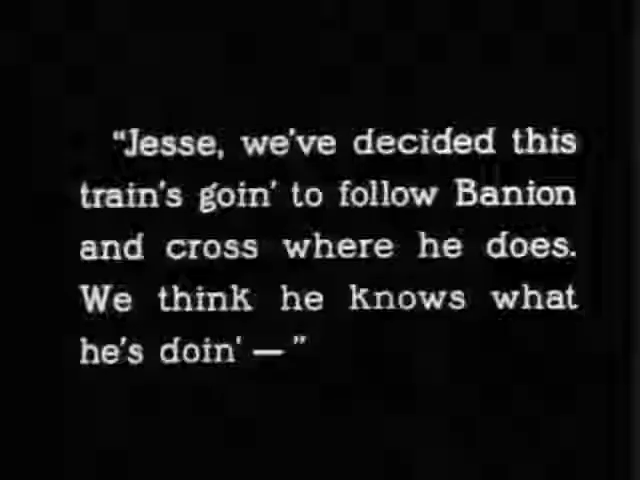 "Jesse, we've decided this
train's goin' to follow Banion
and cross where he does.
We think he knows what
he's doin' — "